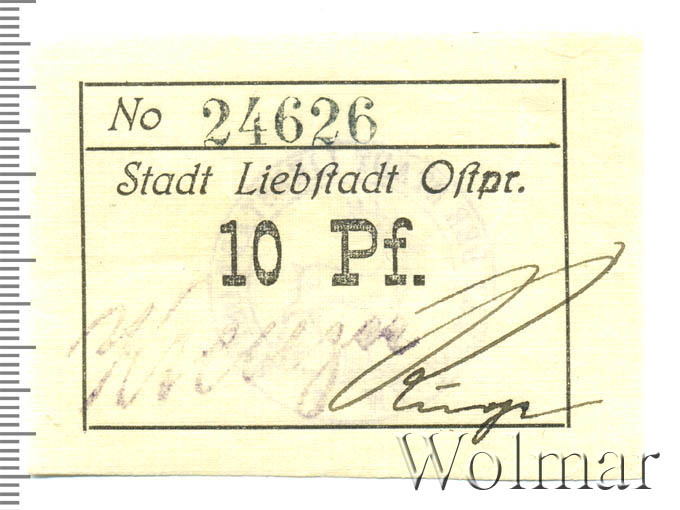 No 24626
Stadt Liebſtadt Oſtpr.
10 Pf.
Wolmar